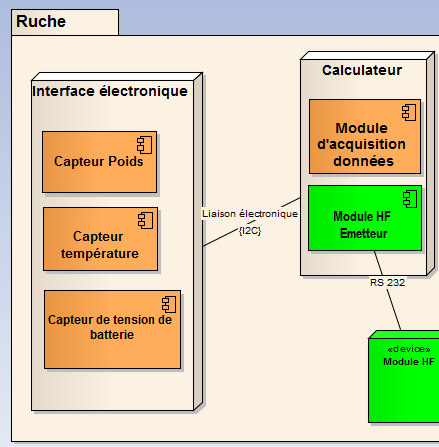 Ruche
Interface électronique
Capteur Poids
Capteur
température
Capteur de tension de
batterie
Liaison électronique
{I2C}
Calculateur
Module
d'acquisition
données
Module HF
Emetteur
RS 232
«device»
Module HF